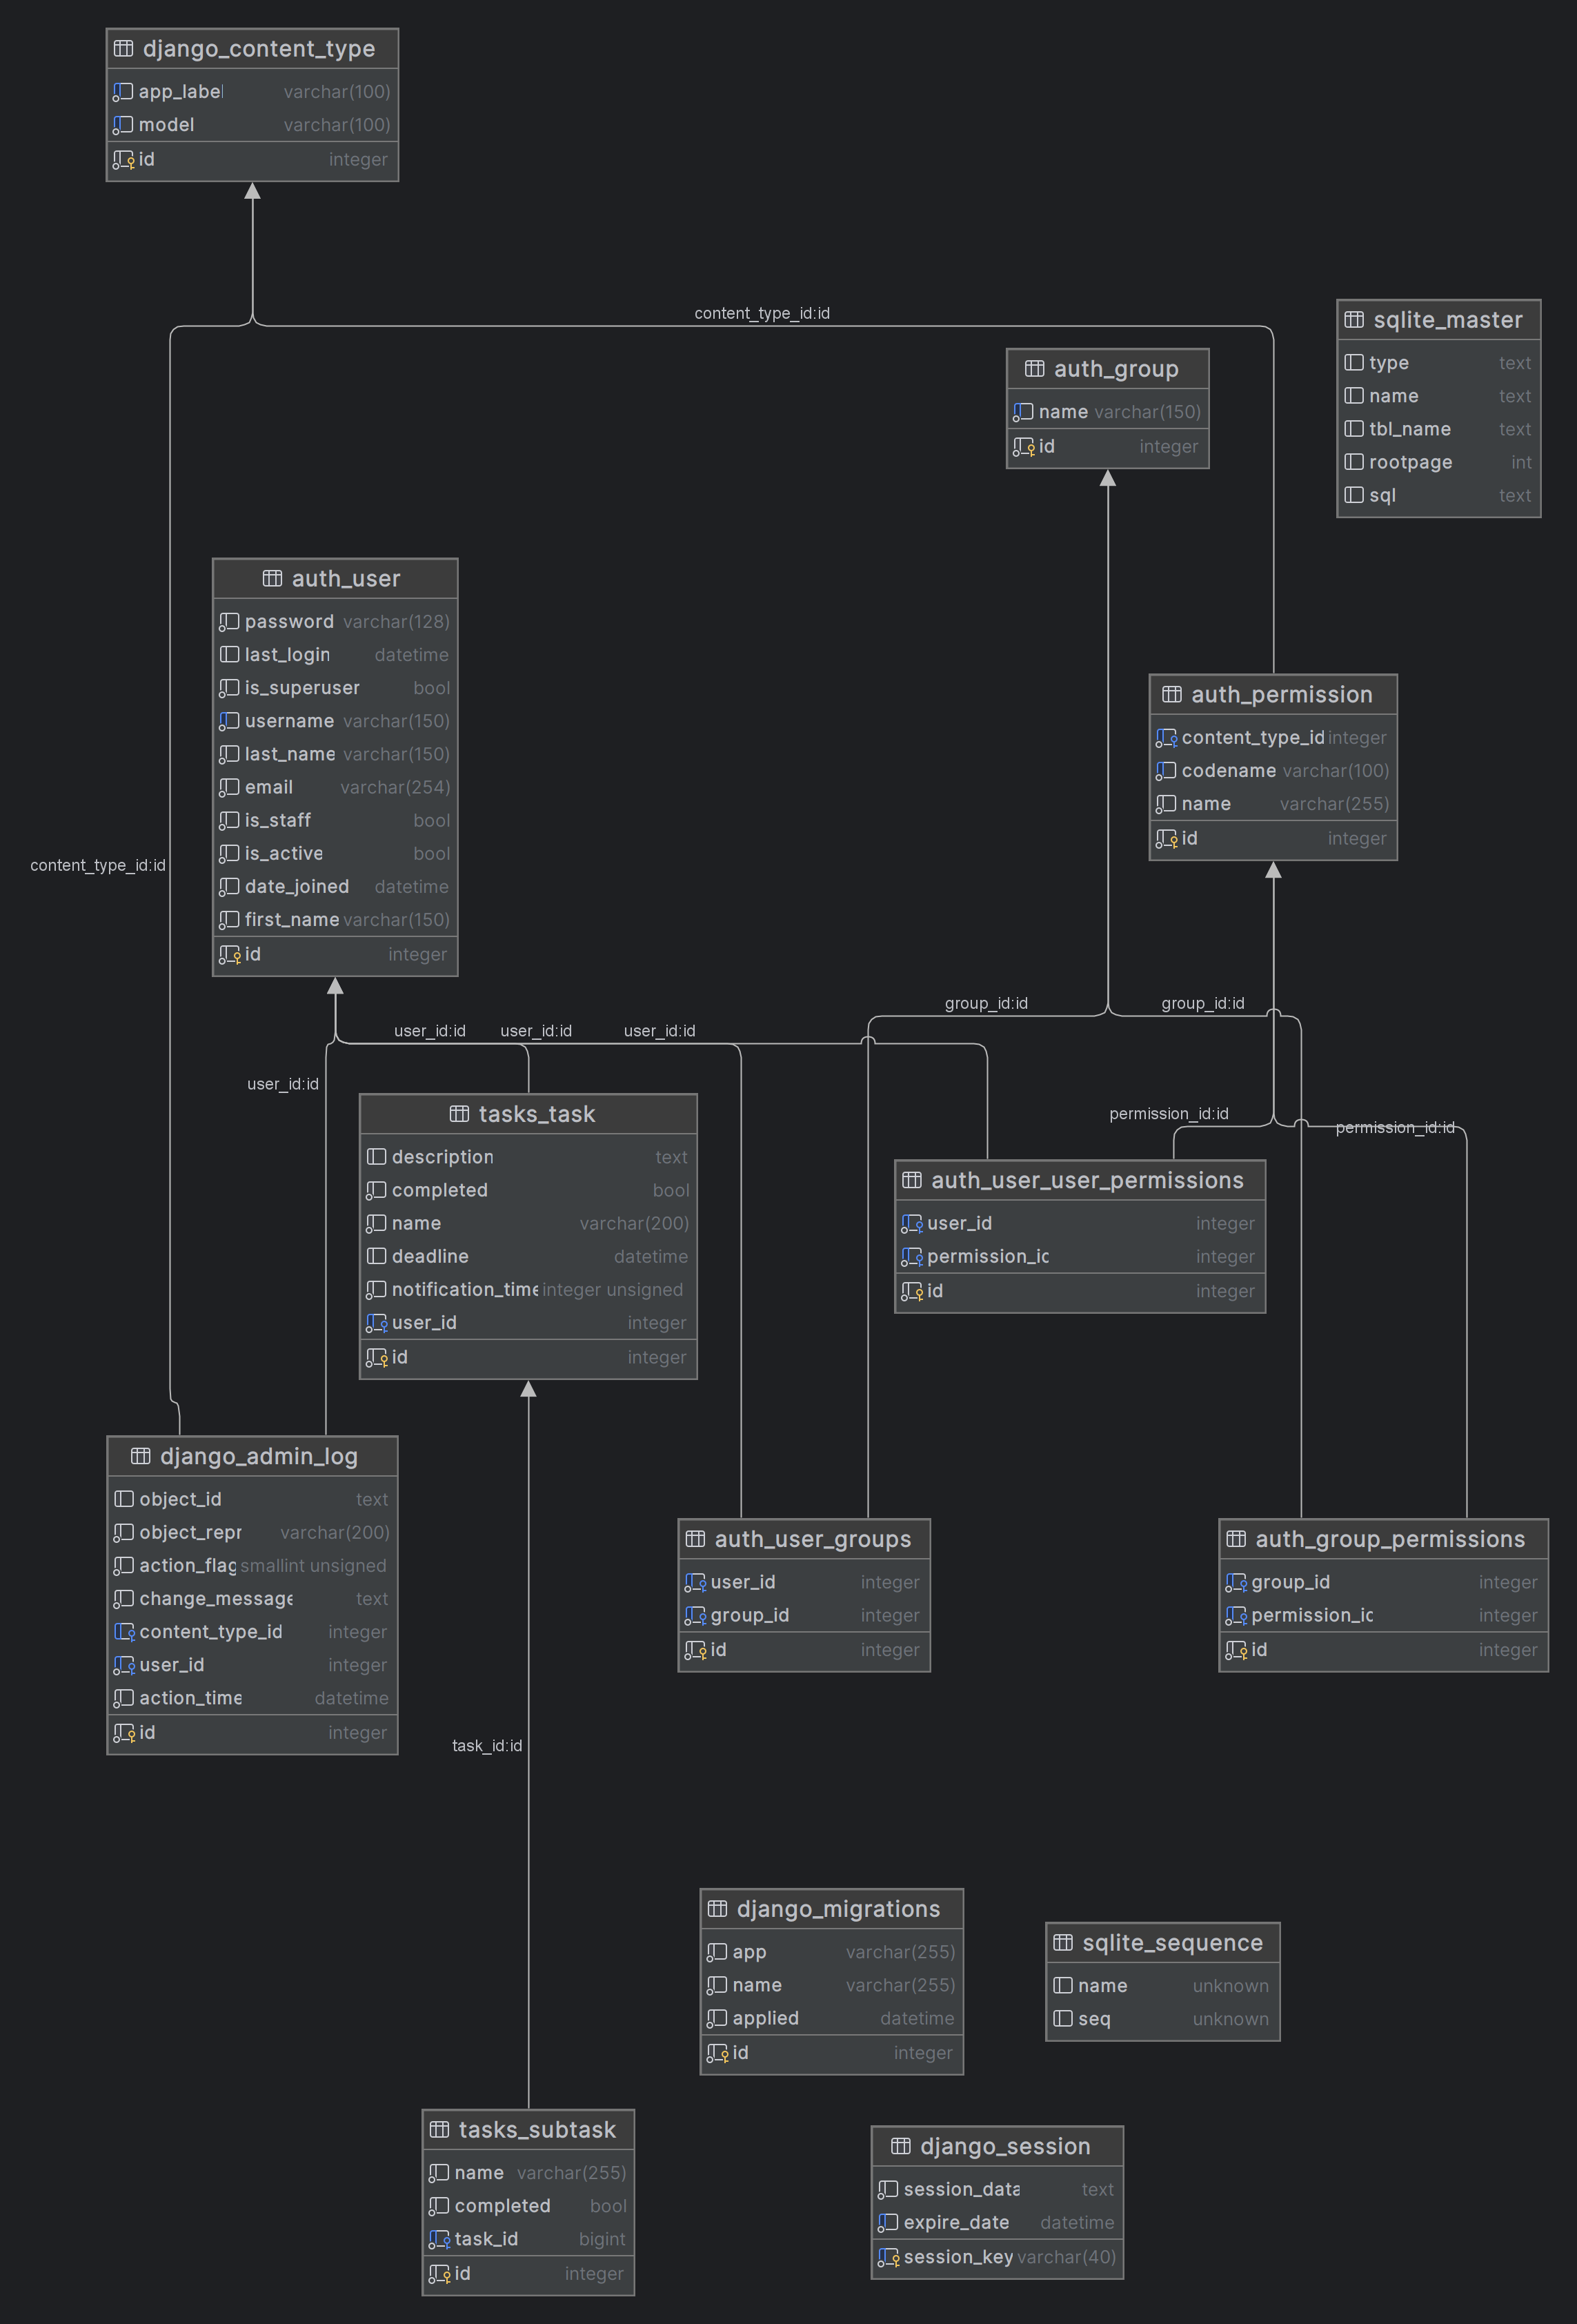 django_content_type
app_label varchar(100)
model varchar(100)
id integer
content_type_id:id
sqlite_master
type text
name text
tbl_name text
rootpage int
sql text
auth_group
name varchar(150)
id integer
auth_user
password varchar(128)
last_login datetime
is_superuser bool
username varchar(150)
last_name varchar(150)
email varchar(254)
is_staff bool
is_active bool
date_joined datetime
first_name varchar(150)
id integer
auth_permission
content_type_id integer
codename varchar(100)
name varchar(255)
id integer
content_type_id:id
group_id:id
group_id:id
user_id:id
user_id:id
user_id:id
user_id:id
permission_id:id
permission_id:id
tasks_task
description text
completed bool
name varchar(200)
deadline datetime
notification_time integer unsigned
user_id integer
id integer
auth_user_user_permissions
user_id integer
permission_id integer
id integer
django_admin_log
object_id text
object_repr varchar(200)
action_flag smallint unsigned
change_message text
content_type_id integer
user_id integer
action_time datetime
id integer
auth_user_groups
user_id integer
group_id integer
id integer
auth_group_permissions
group_id integer
permission_id integer
id integer
task_id:id
django_migrations
app varchar(255)
name varchar(255)
applied datetime
id integer
sqlite_sequence
name unknown
seq unknown
tasks_subtask
name varchar(255)
completed bool
task_id bigint
id integer
django_session
session_data text
expire_date datetime
session_key varchar(40)